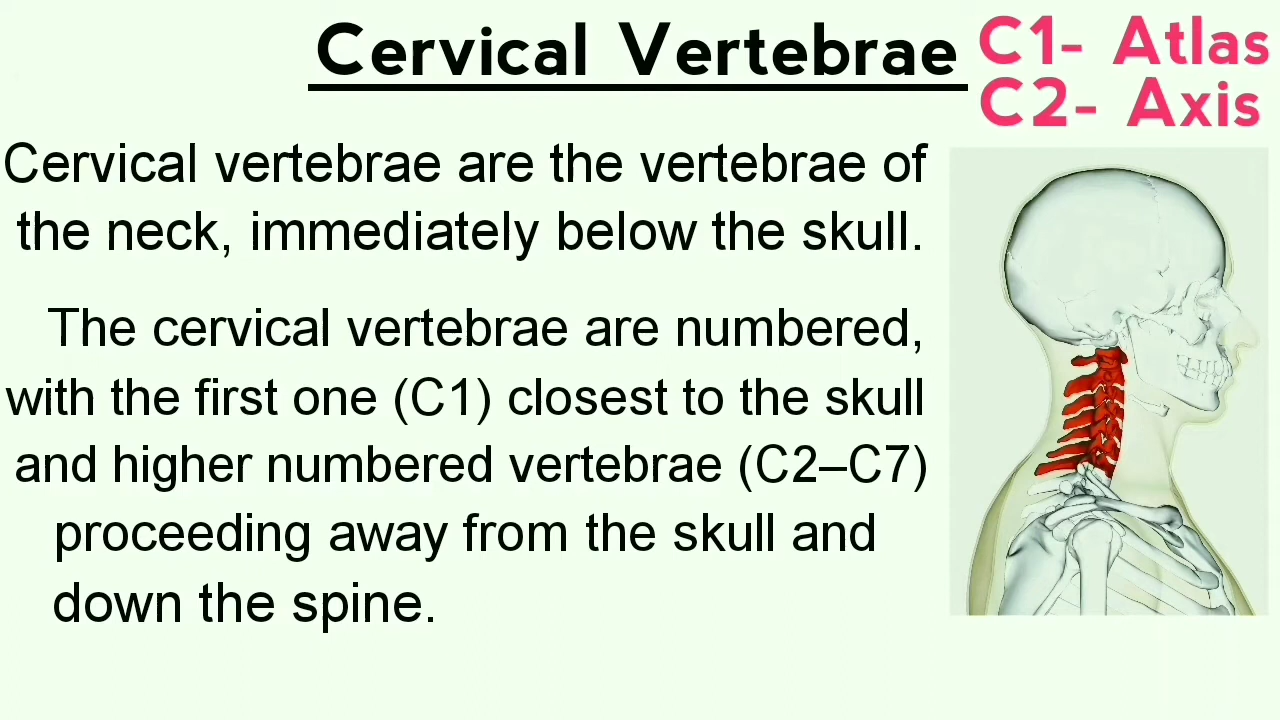 Cervical Vertebrae
C1- Atlas
C2- Axis
Cervical vertebrae are the vertebrae of
the neck, immediately below the skull.
The cervical vertebrae are numbered,
with the first one (C1) closest to the skull
and higher numbered vertebrae (C2–C7)
proceeding away from the skull and
down the spine.